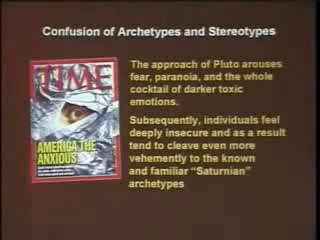 Confusion of Archetypes and Stereotypes
TIME
AMERICA THE
ANXIOUS
The approach of Pluto arouses
fear, paranoia, and the whole
cocktail of darker toxic
emotions.
Subsequently, individuals feel
deeply insecure and as a result
tend to cleave even more
vehemently to the known
and familiar “Saturnian”
archetypes